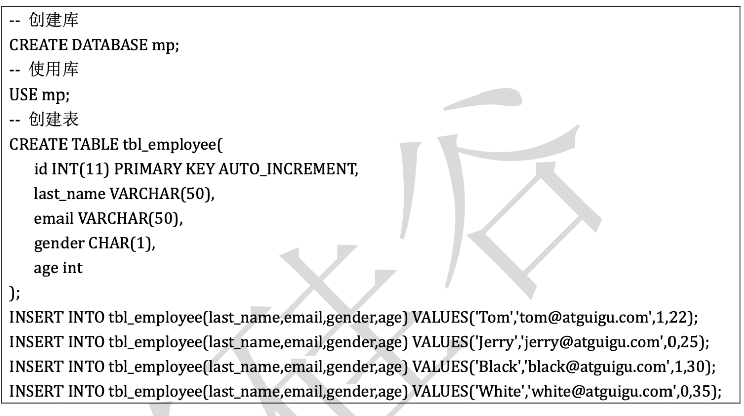 -- 创建库
CREATE DATABASE mp;
-- 使用库
USE mp;
-- 创建表
CREATE TABLE tbl_employee(
id INT(11) PRIMARY KEY AUTO_INCREMENT,
last_name VARCHAR(50),
email VARCHAR(50),
gender CHAR(1),
age int
);
INSERT INTO tbl_employee(last_name,email,gender,age) VALUES('Tom','tom@atguigu.com',1,22);
INSERT INTO tbl_employee(last_name,email,gender,age) VALUES('Jerry','jerry@atguigu.com',0,25);
INSERT INTO tbl_employee(last_name,email,gender,age) VALUES('Black','black@atguigu.com',1,30);
INSERT INTO tbl_employee(last_name,email,gender,age) VALUES('White','white@atguigu.com',0,35);
硅谷